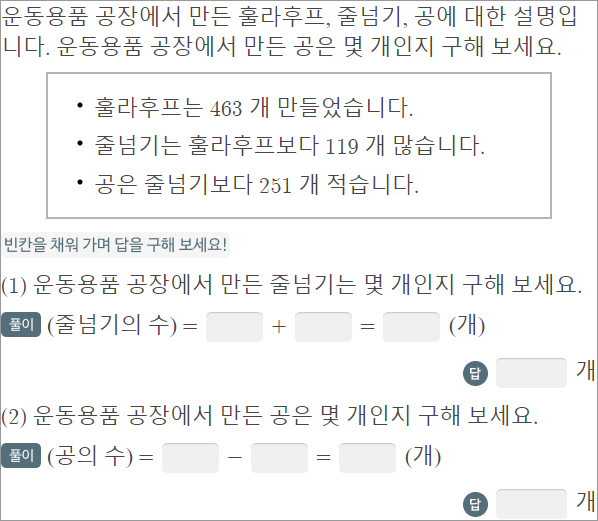 운동용품 공장에서 만든 훌라후프, 줄넘기, 공에 대한 설명입
니다. 운동용품 공장에서 만든 공은 몇 개인지 구해 보세요.
• 훌라후프는 463 개 만들었습니다.
• 줄넘기는 훌라후프보다 119 개 많습니다.
• 공은 줄넘기보다 251 개 적습니다.
빈칸을 채워 가며 답을 구해 보세요!
(1) 운동용품 공장에서 만든 줄넘기는 몇 개인지 구해 보세요.
풀이 (줄넘기의 수) = + = (개)
답 개
(2) 운동용품 공장에서 만든 공은 몇 개인지 구해 보세요.
풀이 (공의 수) = − = (개)
답 개